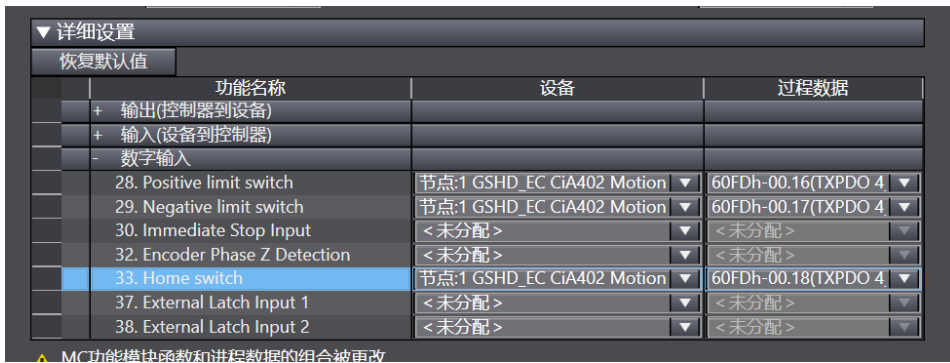 ▼详细设置
恢复默认值
功能名称 设备 过程数据
+ 输出(控制器到设备)
+ 输入(设备到控制器)
- 数字输入
28. Positive limit switch 节点:1 GSHD_EC CiA402 Motion ▼ 60FDh-00.16(TXPDO 4 ▼
29. Negative limit switch 节点:1 GSHD_EC CiA402 Motion ▼ 60FDh-00.17(TXPDO 4 ▼
30. Immediate Stop Input <未分配> ▼ <未分配> ▼
32. Encoder Phase Z Detection <未分配> ▼ <未分配> ▼
33. Home switch 节点:1 GSHD_EC CiA402 Motion ▼ 60FDh-00.18(TXPDO 4 ▼
37. External Latch Input 1 <未分配> ▼ <未分配> ▼
38. External Latch Input 2 <未分配> ▼ <未分配> ▼
MC功能模块函数和进程数据的组合被更改